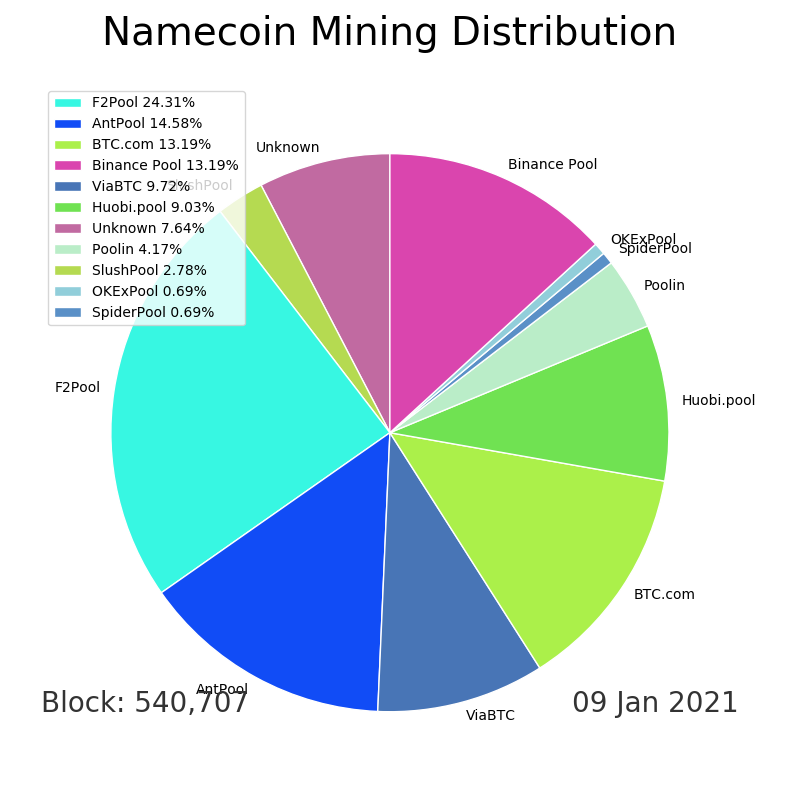 Namecoin Mining Distribution
F2Pool 24.31%
AntPool 14.58%
BTC.com 13.19%
Binance Pool 13.19%
ViaBTC 9.72%
Huobi.pool 9.03%
Unknown 7.64%
Poolin 4.17%
SlushPool 2.78%
OKExPool 0.69%
SpiderPool 0.69%
Unknown
SlushPool
Binance Pool
OKExPool
SpiderPool
Poolin
F2Pool
Huobi.pool
BTC.com
AntPool
ViaBTC
Block: 540,707
09 Jan 2021